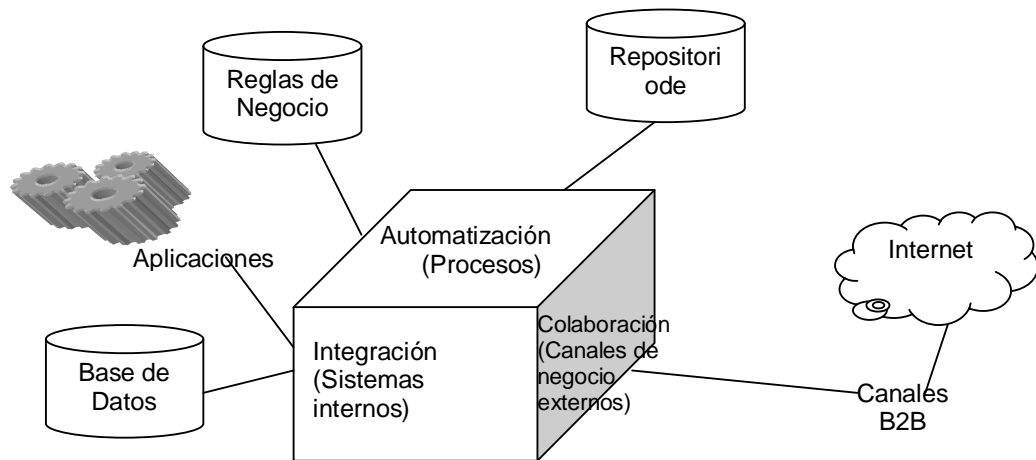 Reglas de
Negocio
Repositori
ode
Aplicaciones
Automatización
(Procesos)
Internet
Base de
Datos
Integración
(Sistemas
internos)
Colaboración
(Canales de
negocio
externos)
Canales
B2B